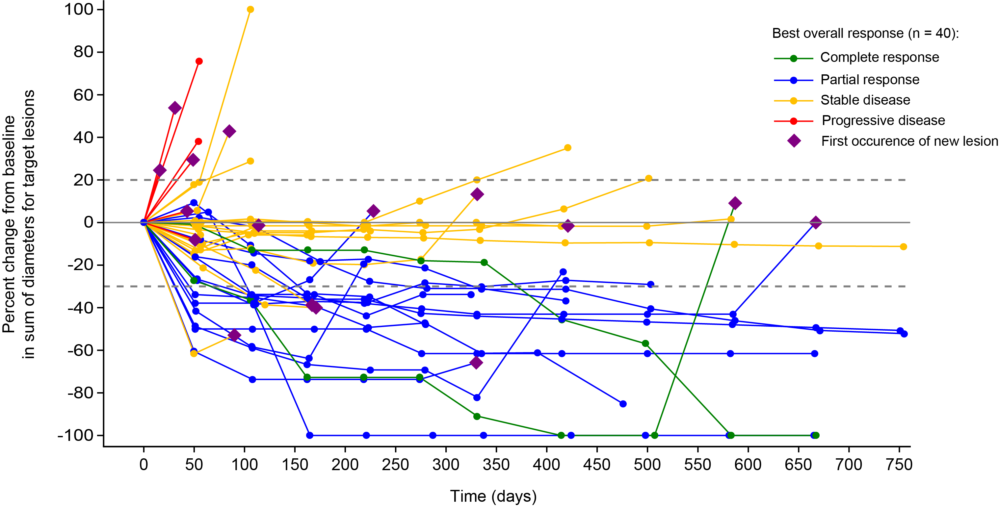 Percent change from baseline
in sum of diameters for target lesions
100
80
60
40
20
0
-20
-40
-60
-80
-100
Best overall response (n = 40):
Complete response
Partial response
Stable disease
Progressive disease
First occurence of new lesion
0 50 100 150 200 250 300 350 400 450 500 550 600 650 700 750
Time (days)